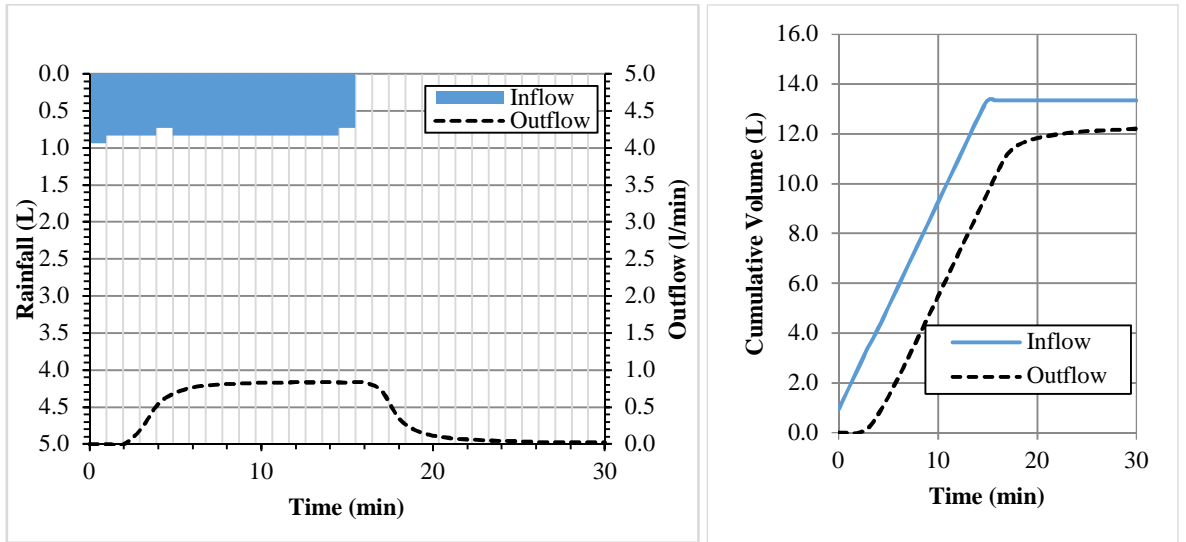 0.0
0.5
1.0
1.5
2.0
2.5
3.0
3.5
4.0
4.5
5.0
Rainfall (L)
5.0
4.5
4.0
3.5
3.0
2.5
2.0
1.5
1.0
0.5
0.0
Outflow (l/min)
Inflow
Outflow
0 10 20 30
Time (min)
16.0
14.0
12.0
10.0
8.0
6.0
4.0
2.0
0.0
Cumulative Volume (L)
Inflow
Outflow
0 10 20 30
Time (min)